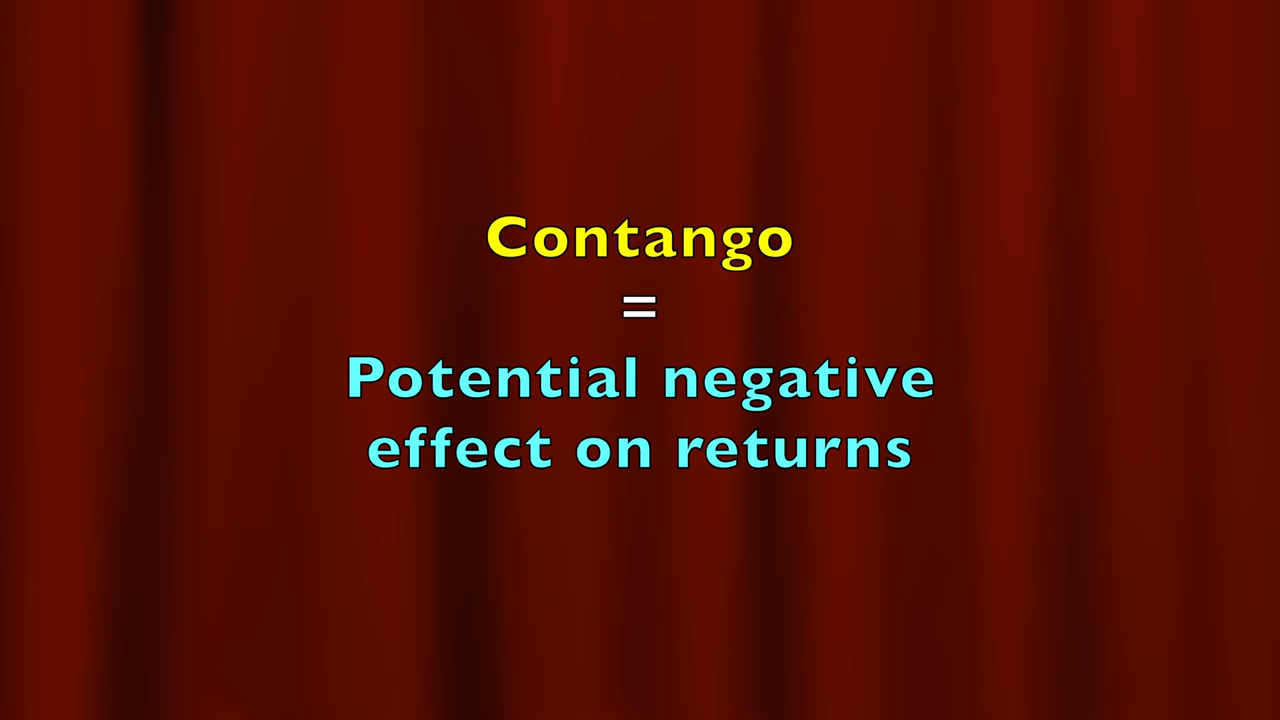 Contango
=
Potential negative
effect on returns